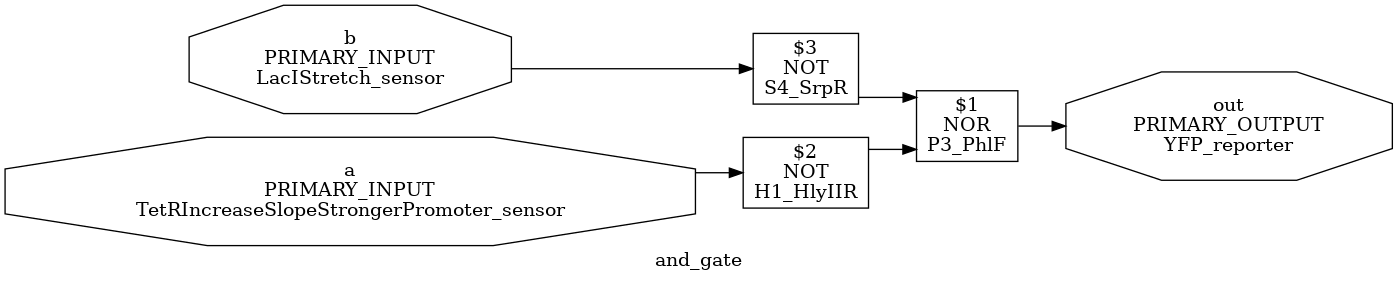 b
PRIMARY_INPUT
LacIStretch_sensor
$3
NOT
S4_SrpR
a
PRIMARY_INPUT
TetRIncreaseSlopeStrongerPromoter_sensor
$2
NOT
H1_HlyIIR
$1
NOR
P3_PhlF
out
PRIMARY_OUTPUT
YFP_reporter
and_gate